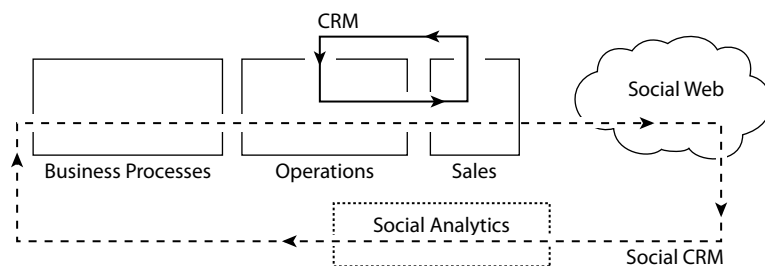 CRM
Social Web
Business Processes
Operations
Sales
Social Analytics
Social CRM